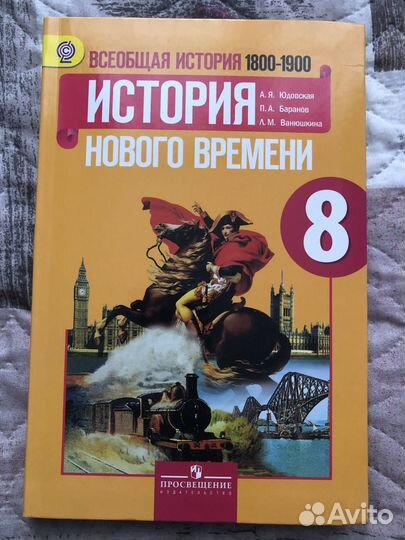 ВСЕОБЩАЯ ИСТОРИЯ 1800-1900
ИСТОРИЯ
А. Я. Юдовская
П. А. Баранов
Л. М. Ванюшкина
НОВОГО ВРЕМЕНИ
8
ПРОСВЕЩЕНИЕ
ИЗДАТЕЛЬСТВО
Avito